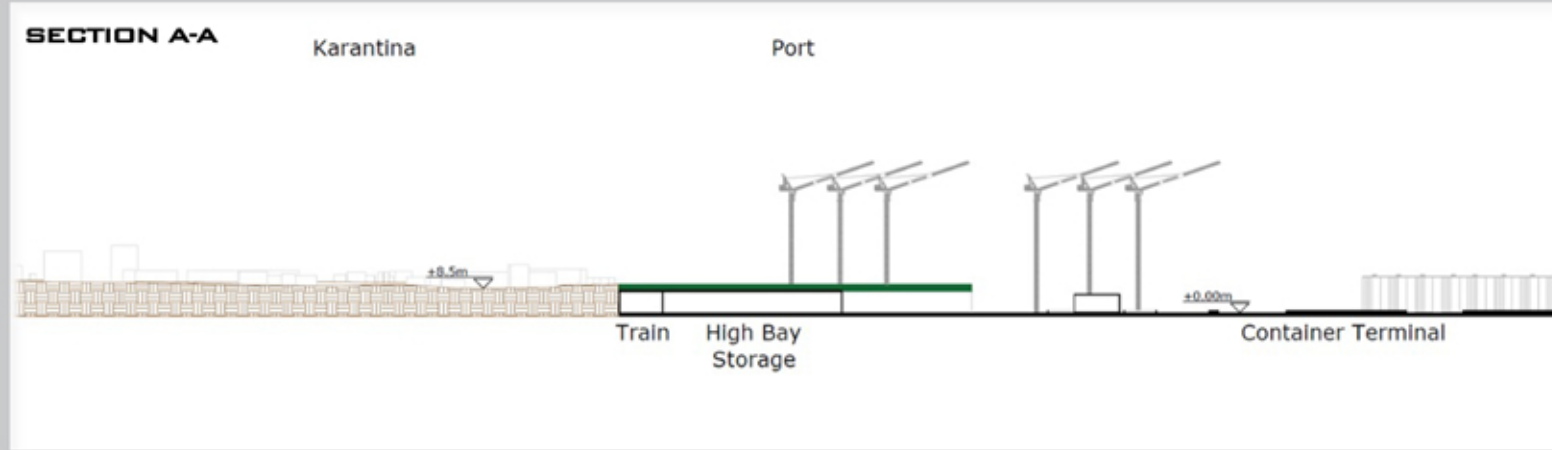 SECTION A-A
Karantina
Port
+8.5m
+0.00m
Train
High Bay
Storage
Container Terminal